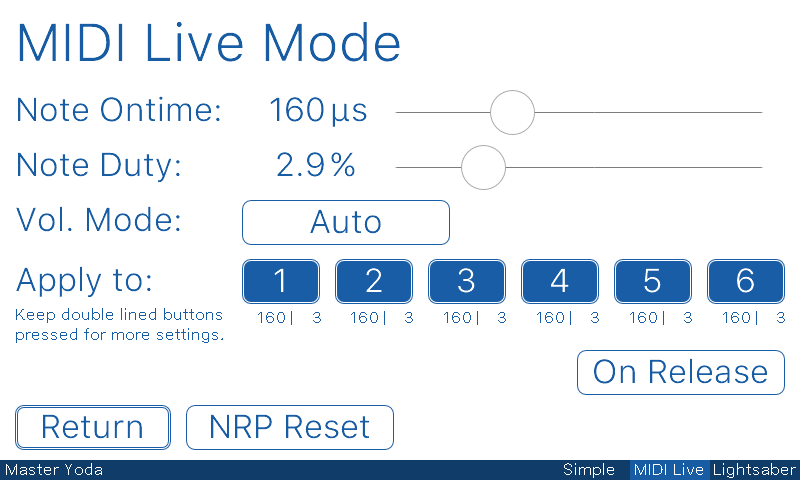 MIDI Live Mode
Note Ontime: 160μs
Note Duty: 2.9%
Vol. Mode: Auto
Apply to: 1 2 3 4 5 6
Keep double lined buttons
pressed for more settings.
160| 3 160| 3 160| 3 160| 3 160| 3 160| 3
On Release
Return NRP Reset
Master Yoda Simple MIDI Live Lightsaber